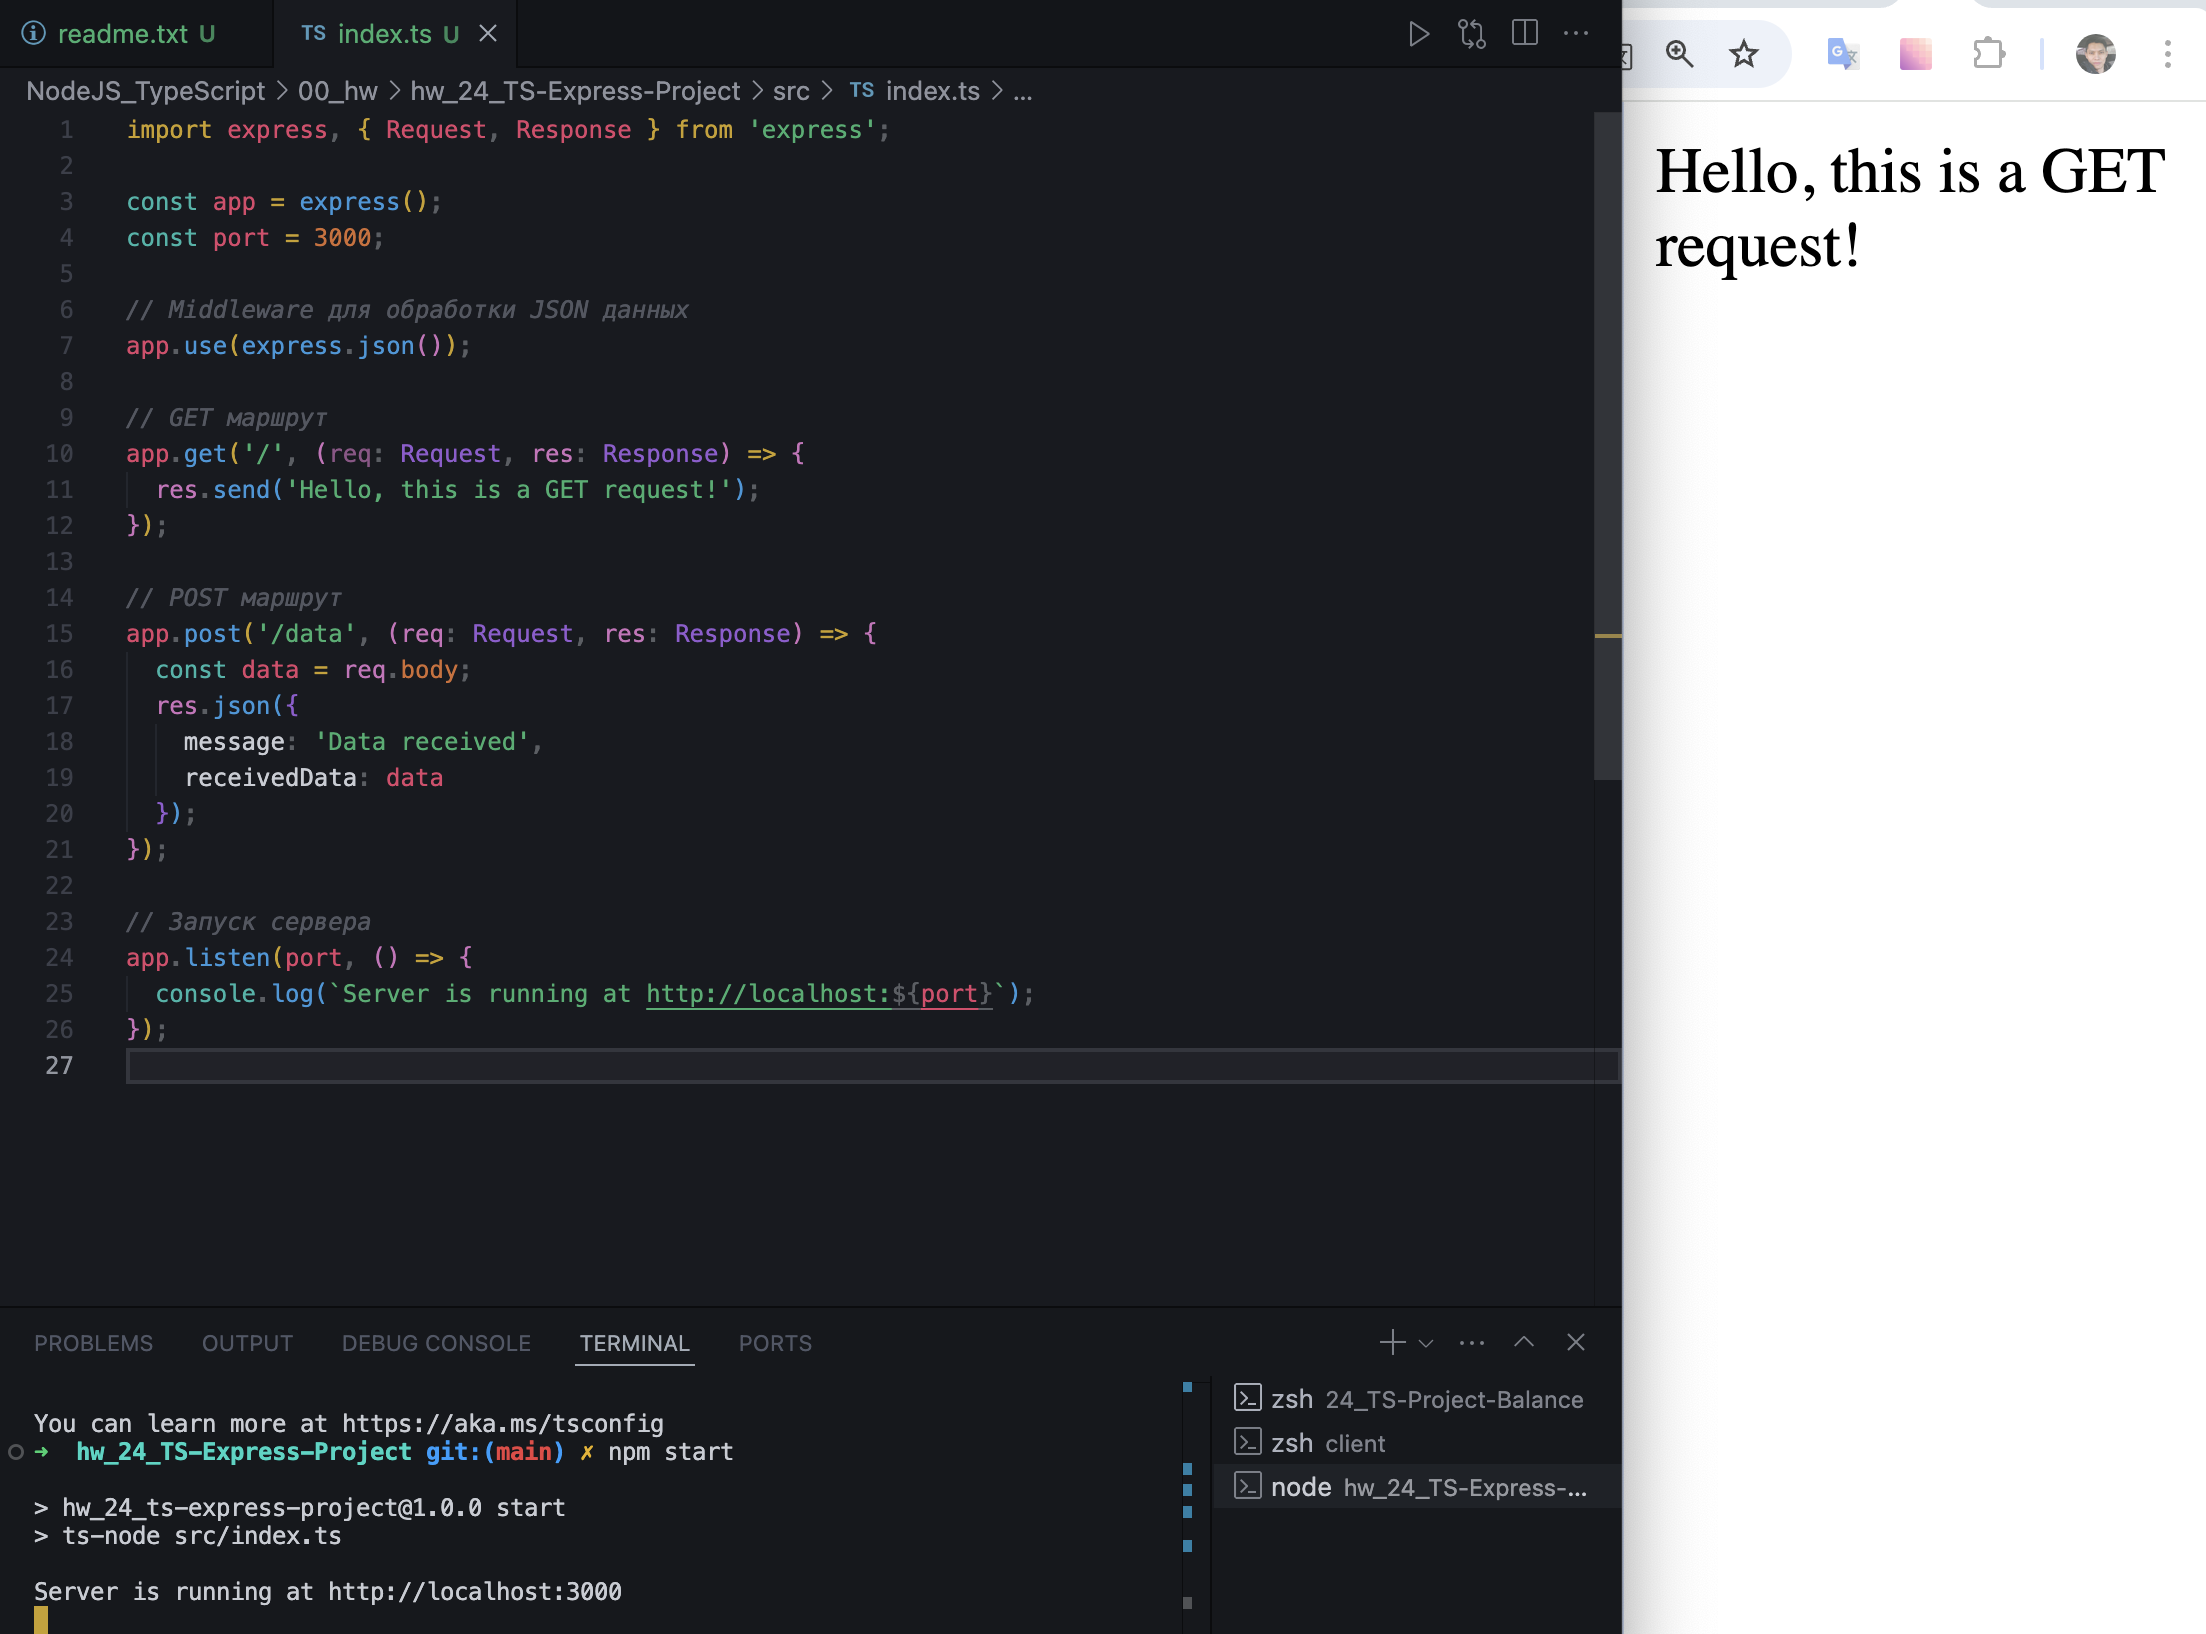 readme.txt U
TS index.ts U
NodeJS_TypeScript > 00_hw > hw_24_TS-Express-Project > src > TS index.ts > ...
1 import express, { Request, Response } from 'express';
2
3 const app = express();
4 const port = 3000;
5
6 // Middleware для обработки JSON данных
7 app.use(express.json());
8
9 // GET маршрут
10 app.get('/', (req: Request, res: Response) => {
11 res.send('Hello, this is a GET request!');
12 });
13
14 // POST маршрут
15 app.post('/data', (req: Request, res: Response) => {
16 const data = req.body;
17 res.json({
18 message: 'Data received',
19 receivedData: data
20 });
21 });
22
23 // Запуск сервера
24 app.listen(port, () => {
25 console.log(`Server is running at http://localhost:${port}`);
26 });
27
PROBLEMS OUTPUT DEBUG CONSOLE TERMINAL PORTS
You can learn more at https://aka.ms/tsconfig
➜ hw_24_TS-Express-Project git:(main) ✗ npm start
> hw_24_ts-express-project@1.0.0 start
> ts-node src/index.ts
Server is running at http://localhost:3000
zsh 24_TS-Project-Balance
zsh client
node hw_24_TS-Express-...
Hello, this is a GET
request!